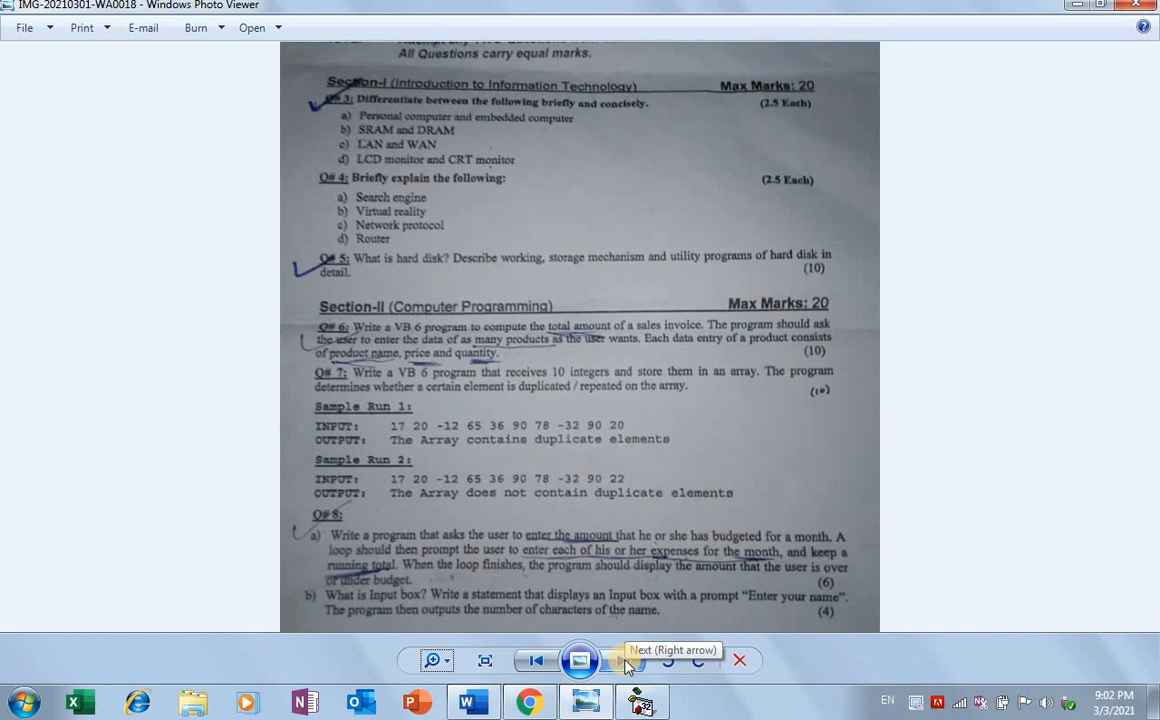 IMG-20210301-WA0018 - Windows Photo Viewer
File Print E-mail Burn Open
All Questions carry equal marks.
Section-I (Introduction to Information Technology) Max Marks: 20
Q# 3: Differentiate between the following briefly and concisely. (2.5 Each)
a) Personal computer and embedded computer
b) SRAM and DRAM
c) LAN and WAN
d) LCD monitor and CRT monitor
Q# 4: Briefly explain the following: (2.5 Each)
a) Search engine
b) Virtual reality
c) Network protocol
d) Router
Q# 5: What is hard disk? Describe working, storage mechanism and utility programs of hard disk in
detail. (10)
Section-II (Computer Programming) Max Marks: 20
Q# 6: Write a VB 6 program to compute the total amount of a sales invoice. The program should ask
the user to enter the data of as many products as the user wants. Each data entry of a product consists
of product name, price and quantity. (10)
Q# 7: Write a VB 6 program that receives 10 integers and store them in an array. The program
determines whether a certain element is duplicated / repeated on the array. (10)
Sample Run 1:
INPUT: 17 20 -12 65 36 90 78 -32 90 20
OUTPUT: The Array contains duplicate elements
Sample Run 2:
INPUT: 17 20 -12 65 36 90 78 -32 90 22
OUTPUT: The Array does not contain duplicate elements
Q# 8:
a) Write a program that asks the user to enter the amount that he or she has budgeted for a month. A
loop should then prompt the user to enter each of his or her expenses for the month, and keep a
running total. When the loop finishes, the program should display the amount that the user is over
or under budget. (6)
b) What is Input box? Write a statement that displays an Input box with a prompt “Enter your name”.
The program then outputs the number of characters of the name. (4)
Next (Right arrow)
EN
9:02 PM
3/3/2021